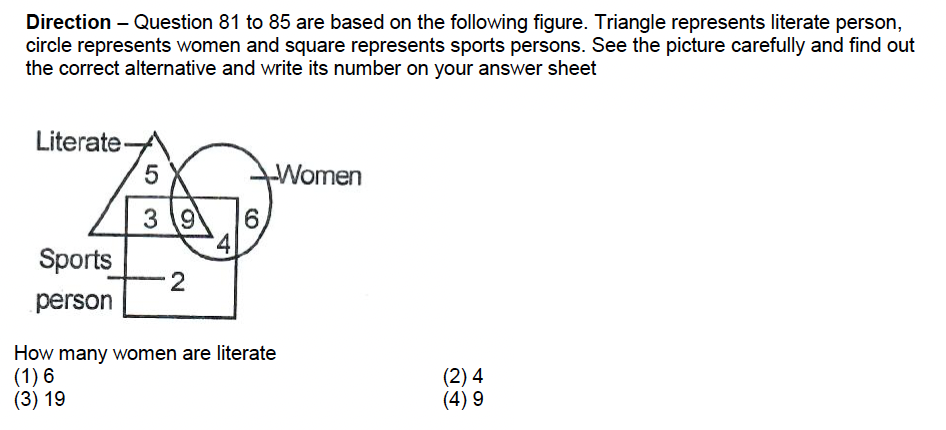 Direction – Question 81 to 85 are based on the following figure. Triangle represents literate person,
circle represents women and square represents sports persons. See the picture carefully and find out
the correct alternative and write its number on your answer sheet
Literate
5
Women
3 9 6
4
Sports
2
person
How many women are literate
(1) 6 (2) 4
(3) 19 (4) 9